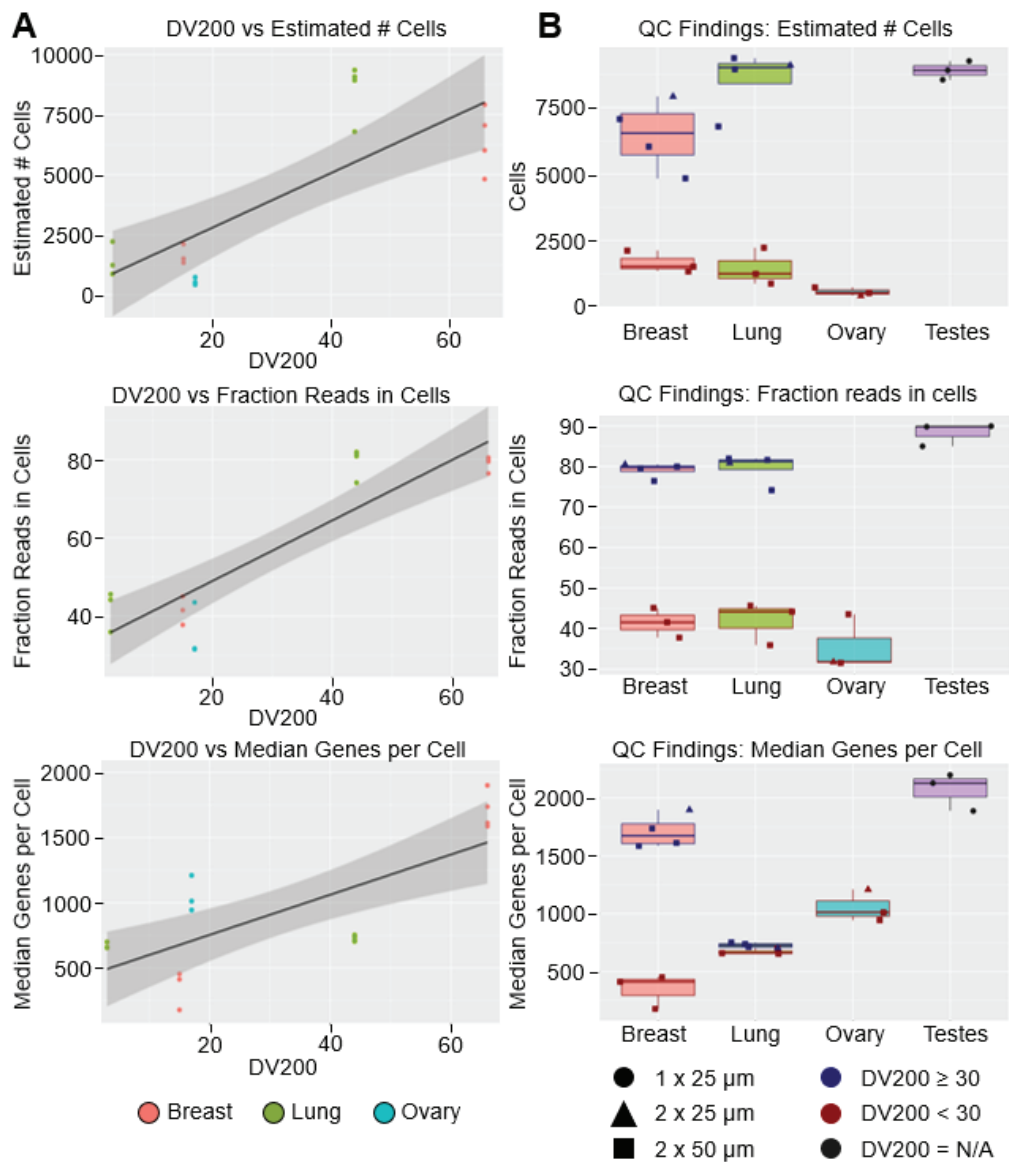 A
DV200 vs Estimated # Cells
Estimated # Cells
10000
7500
5000
2500
0
20
40
60
DV200
B
QC Findings: Estimated # Cells
Cells
7500
5000
2500
0
Breast
Lung
Ovary
Testes
DV200 vs Fraction Reads in Cells
Fraction Reads in Cells
80
60
40
20
40
60
DV200
QC Findings: Fraction reads in cells
Fraction Reads in Cells
90
80
70
60
50
40
30
Breast
Lung
Ovary
Testes
DV200 vs Median Genes per Cell
Median Genes per Cell
2000
1500
1000
500
20
40
60
DV200
QC Findings: Median Genes per Cell
Median Genes per Cell
2000
1500
1000
500
Breast
Lung
Ovary
Testes
Breast
Lung
Ovary
1 x 25 µm
2 x 25 µm
2 x 50 µm
DV200 ≥ 30
DV200 < 30
DV200 = N/A